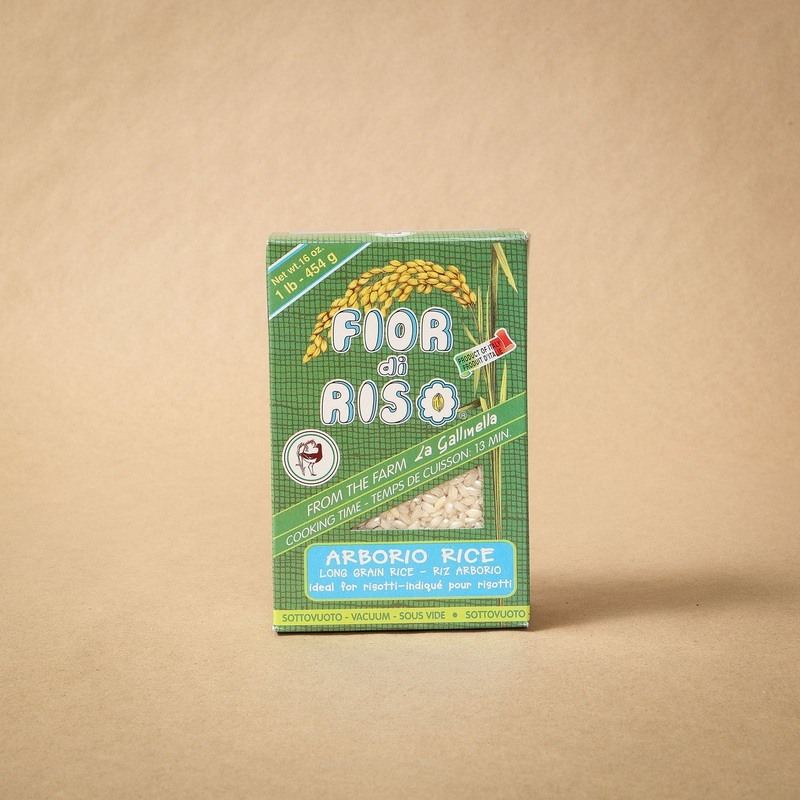 Net wt.16 oz.
1 lb - 454 g
FIOR
di
RISO
PRODUCT OF ITALY
PRODUIT D'ITALIE
FROM THE FARM La Gallinella
COOKING TIME - TEMPS DE CUISSON: 13 MIN.
ARBORIO RICE
LONG GRAIN RICE - RIZ ARBORIO
ideal for risotti-indiqué pour risotti
SOTTOVUOTO - VACUUM - SOUS VIDE • SOTTOVUOTO